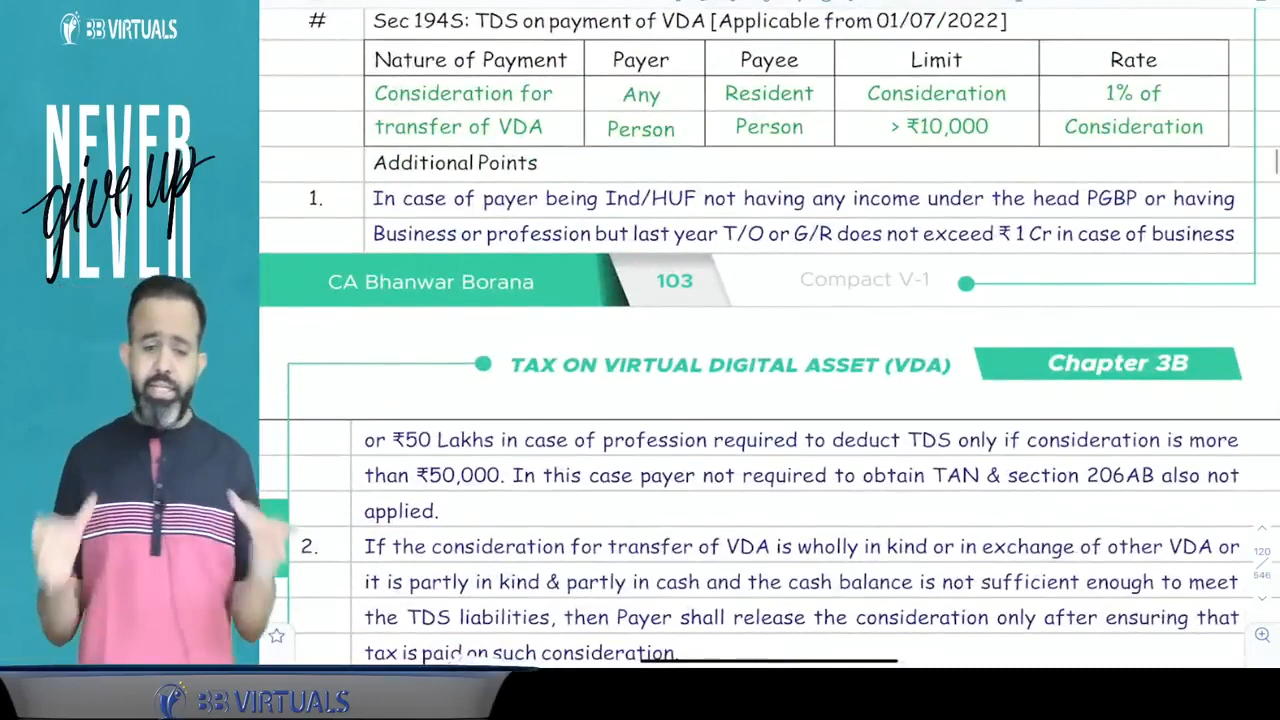 BB VIRTUALS
NEVER
give up
NEVER
# Sec 194S: TDS on payment of VDA [Applicable from 01/07/2022]
Nature of Payment Payer Payee Limit Rate
Consideration for Any Resident Consideration 1% of
transfer of VDA Person Person > ₹10,000 Consideration
Additional Points
1. In case of payer being Ind/HUF not having any income under the head PGBP or having
Business or profession but last year T/O or G/R does not exceed ₹ 1 Cr in case of business
CA Bhanwar Borana 103 Compact V-1
TAX ON VIRTUAL DIGITAL ASSET (VDA) Chapter 3B
or ₹50 Lakhs in case of profession required to deduct TDS only if consideration is more
than ₹50,000. In this case payer not required to obtain TAN & section 206AB also not
applied.
2. If the consideration for transfer of VDA is wholly in kind or in exchange of other VDA or
it is partly in kind & partly in cash and the cash balance is not sufficient enough to meet
the TDS liabilities, then Payer shall release the consideration only after ensuring that
tax is paid on such consideration.
120
546
BB VIRTUALS